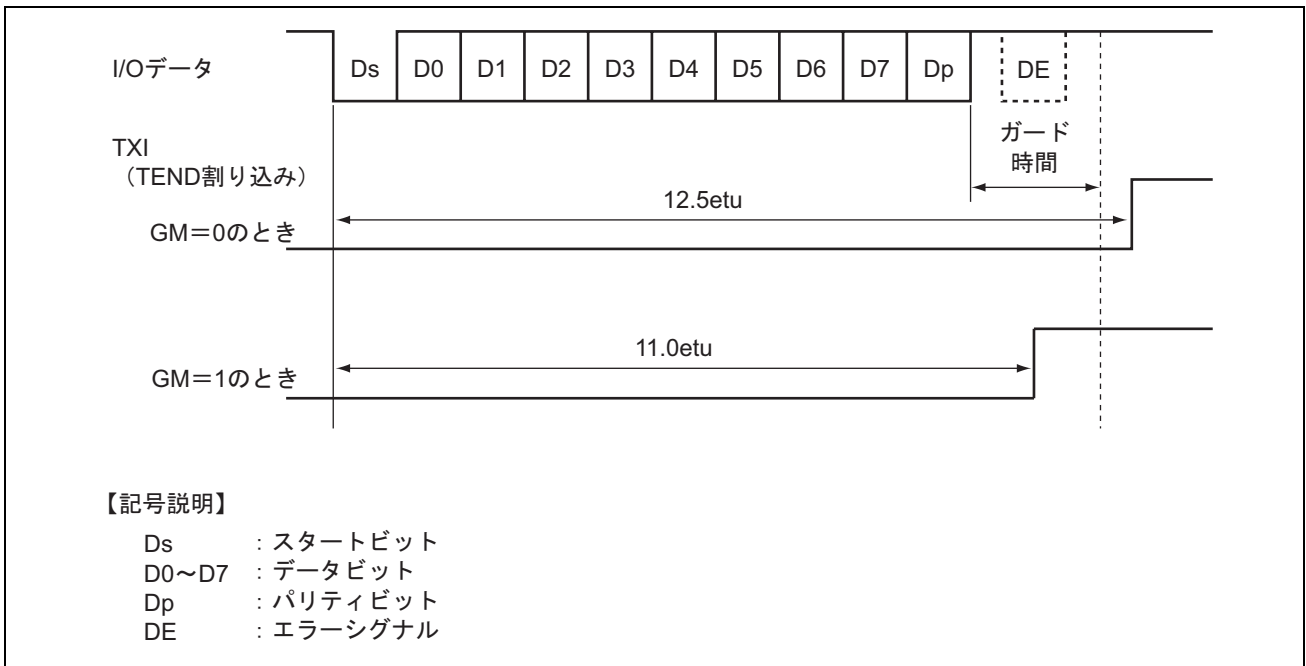 I/Oデータ
Ds D0 D1 D2 D3 D4 D5 D6 D7 Dp DE
ガード
時間
TXI
（TEND割り込み）
12.5etu
GM＝0のとき
11.0etu
GM＝1のとき
【記号説明】
Ds ：スタートビット
D0～D7 ：データビット
Dp ：パリティビット
DE ：エラーシグナル